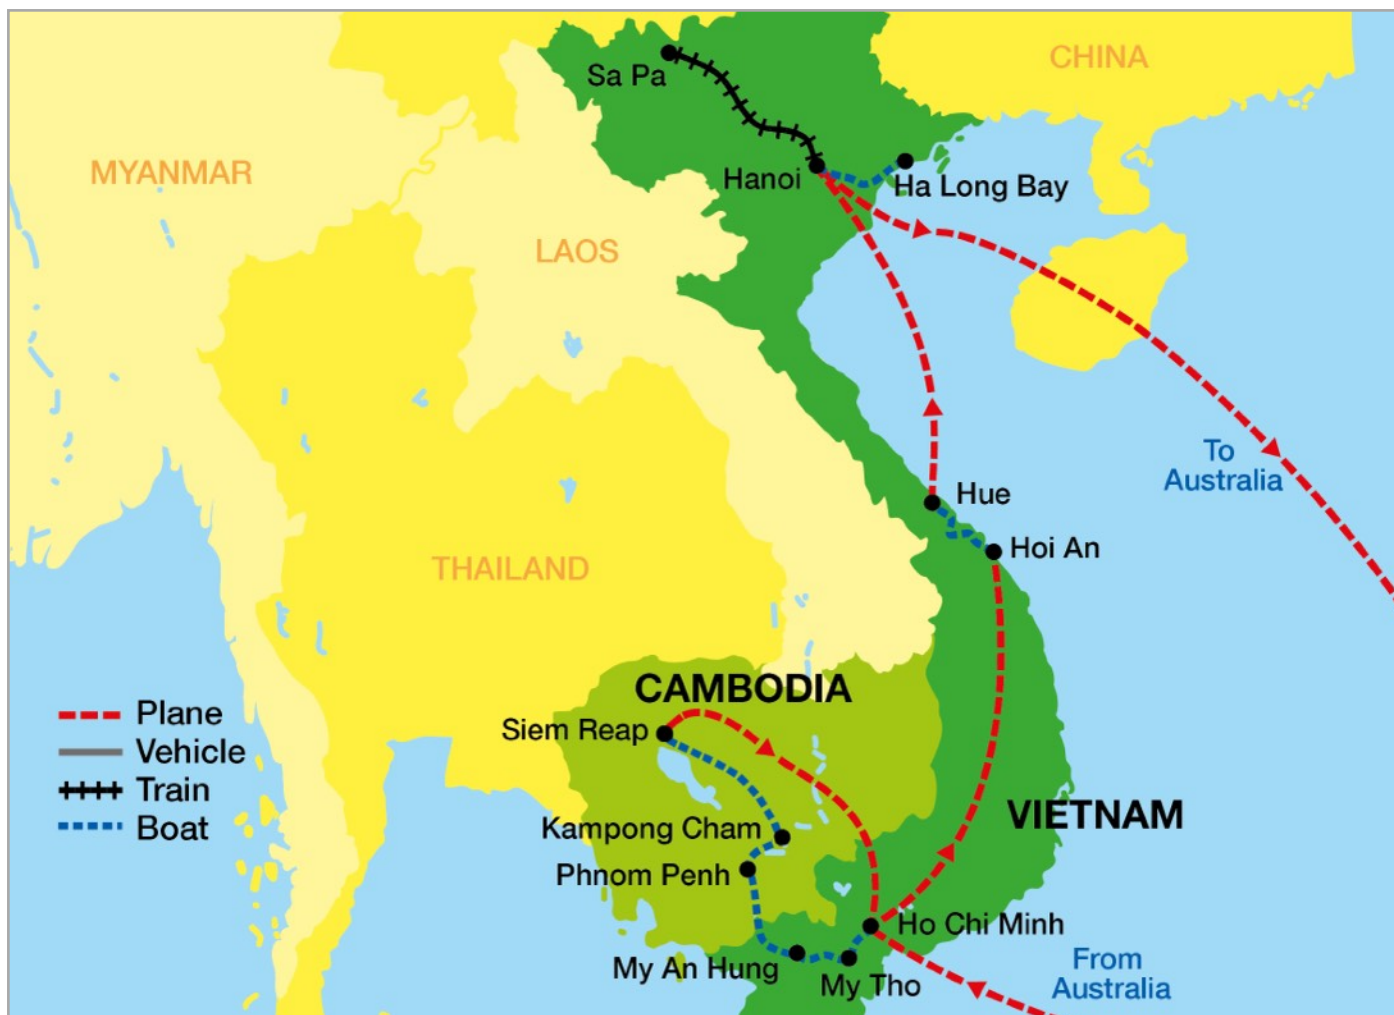 CHINA
Sa Pa
MYANMAR
Hanoi
Ha Long Bay
LAOS
To
Australia
Hue
Hoi An
THAILAND
CAMBODIA
Siem Reap
Plane
Vehicle
Train
Boat
VIETNAM
Kampong Cham
Phnom Penh
Ho Chi Minh
My An Hung
My Tho
From
Australia